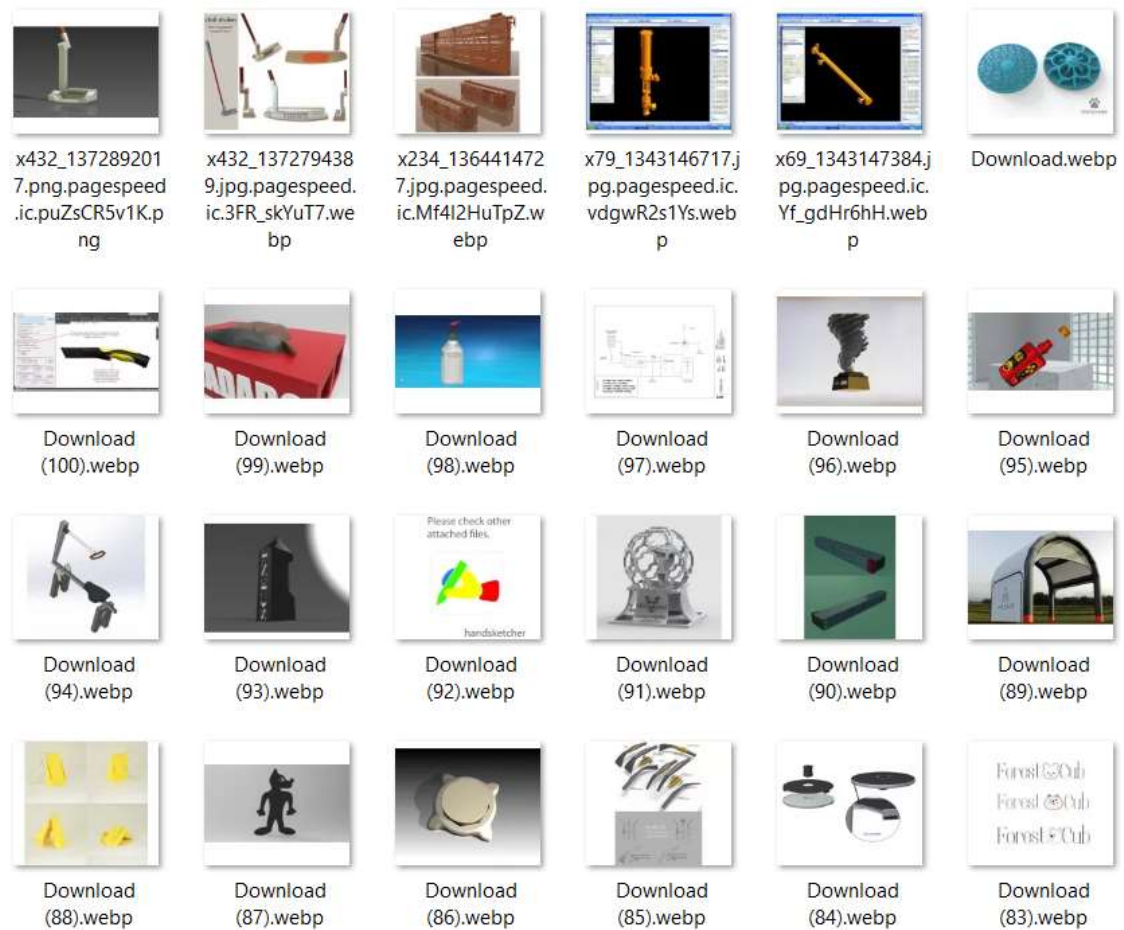 x432_137289201
7.png.pagespeed
.ic.puZsCR5v1K.p
ng
x432_137279438
9.jpg.pagespeed.
ic.3FR_skYuT7.we
bp
x234_136441472
7.jpg.pagespeed.
ic.Mf4I2HuTpZ.w
ebp
x79_1343146717.j
pg.pagespeed.ic.
vdgwR2s1Ys.web
p
x69_1343147384.j
pg.pagespeed.ic.
Yf_gdHr6hH.web
p
Download.webp
Download
(100).webp
Download
(99).webp
Download
(98).webp
Download
(97).webp
Download
(96).webp
Download
(95).webp
Please check other
attached files.
handsketcher
Download
(94).webp
Download
(93).webp
Download
(92).webp
Download
(91).webp
Download
(90).webp
Download
(89).webp
Forest Cub
Forest Cub
Forest Cub
Download
(88).webp
Download
(87).webp
Download
(86).webp
Download
(85).webp
Download
(84).webp
Download
(83).webp